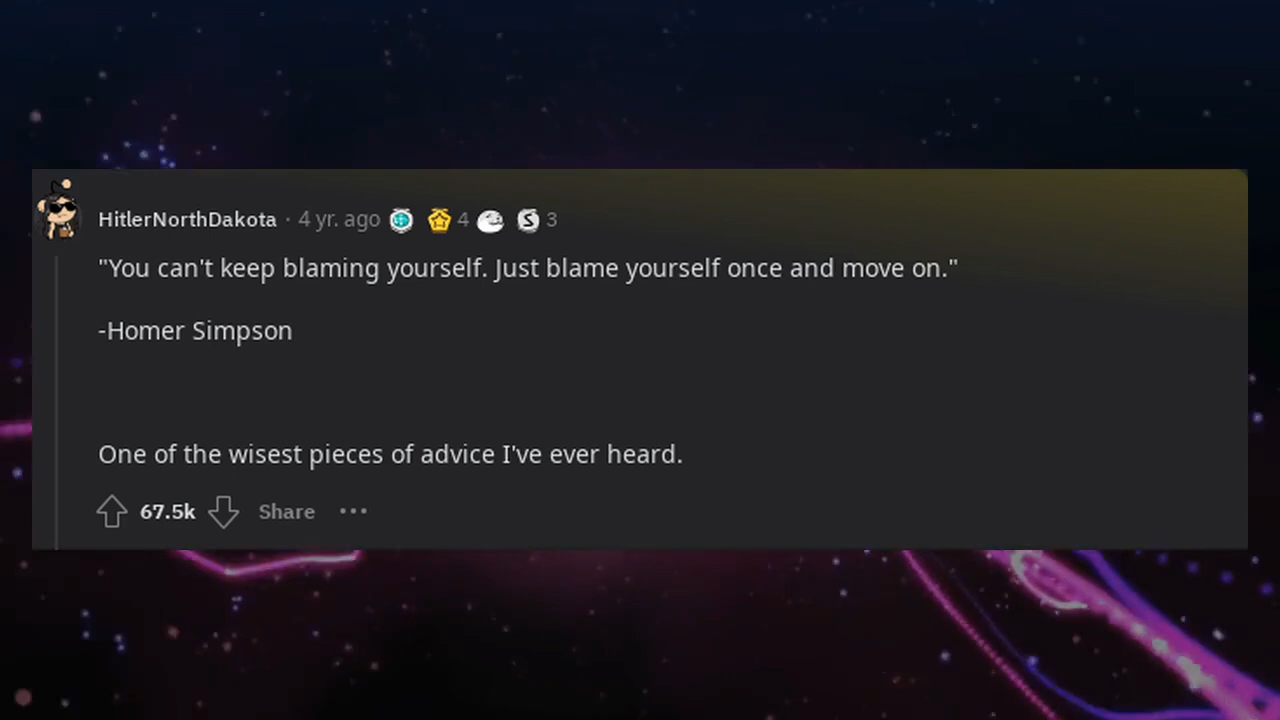 HitlerNorthDakota · 4 yr. ago 4 S 3
"You can't keep blaming yourself. Just blame yourself once and move on."
-Homer Simpson
One of the wisest pieces of advice I've ever heard.
67.5k Share ···